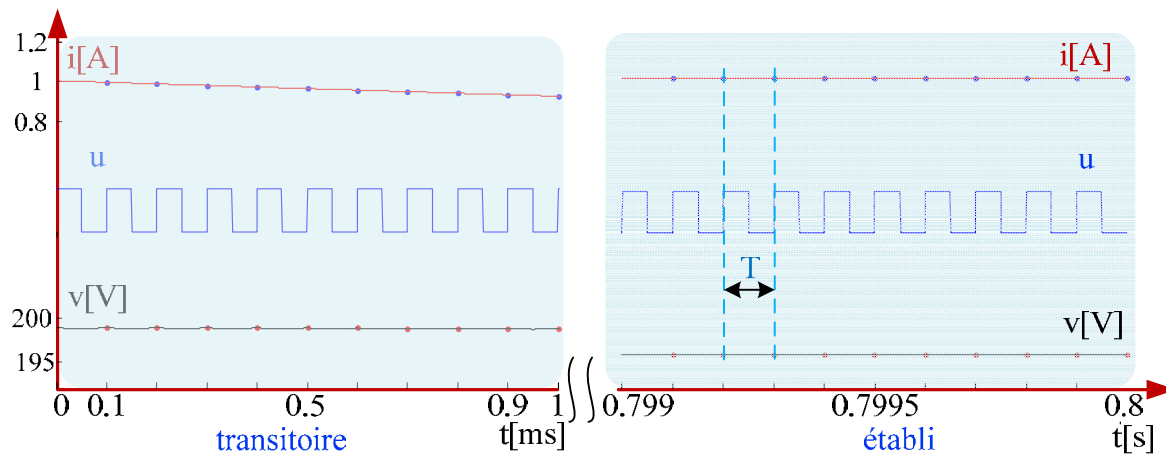 1.2
i[A]
1
0.8
u
v[V]
200
195
0 0.1 0.5 0.9 1
t[ms]
transitoire
i[A]
u
T
v[V]
0.799 0.7995 0.8
établi
t[s]